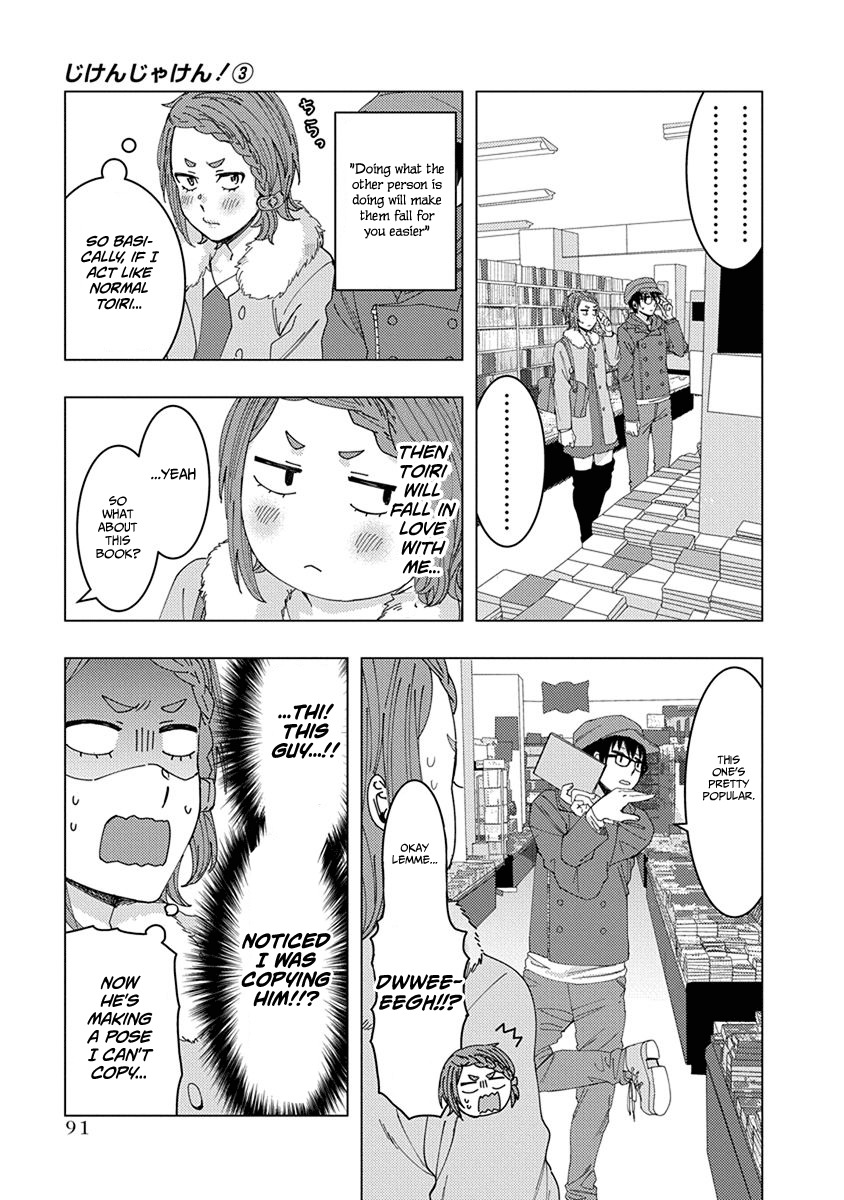 じけんじゃけん！③
………………
………………
"Doing what the
other person is
doing will make
them fall for
you easier"
ちらっ
SO BASI-
CALLY, IF I
ACT LIKE
NORMAL
TOIRI...
THEN
TOIRI
WILL
FALL IN
LOVE
WITH
ME...
...YEAH
SO
WHAT
ABOUT
THIS
BOOK?
THIS
ONE'S
PRETTY
POPULAR.
OKAY
LEMME...
DWWEE-
EEGH!!?
...THI!
THIS
GUY...!!
NOTICED
I WAS
COPYING
HIM!!?
NOW
HE'S
MAKING
A POSE
I CAN'T
COPY...
91